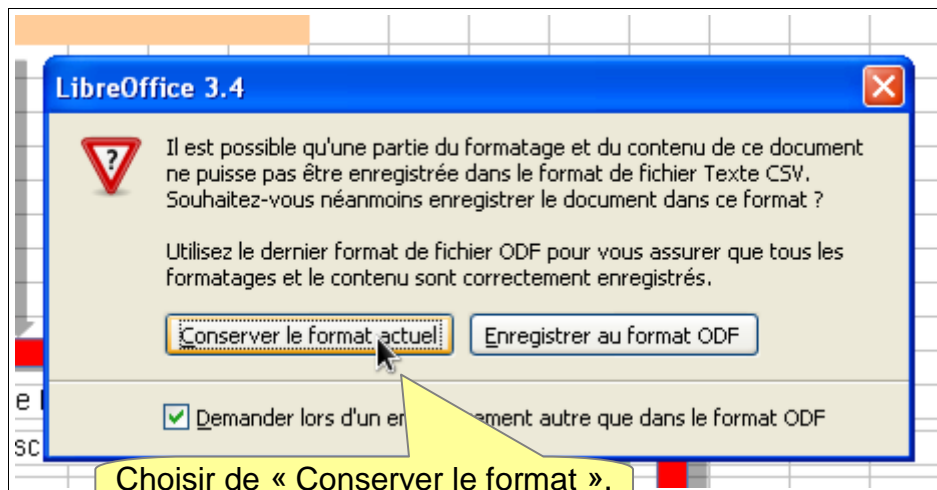 LibreOffice 3.4
Il est possible qu'une partie du formatage et du contenu de ce document
ne puisse pas être enregistrée dans le format de fichier Texte CSV.
Souhaitez-vous néanmoins enregistrer le document dans ce format ?
Utilisez le dernier format de fichier ODF pour vous assurer que tous les
formatages et le contenu sont correctement enregistrés.
Conserver le format actuel
Enregistrer au format ODF
e
Demander lors d'un en ement autre que dans le format ODF
sc
Choisir de « Conserver le format ».